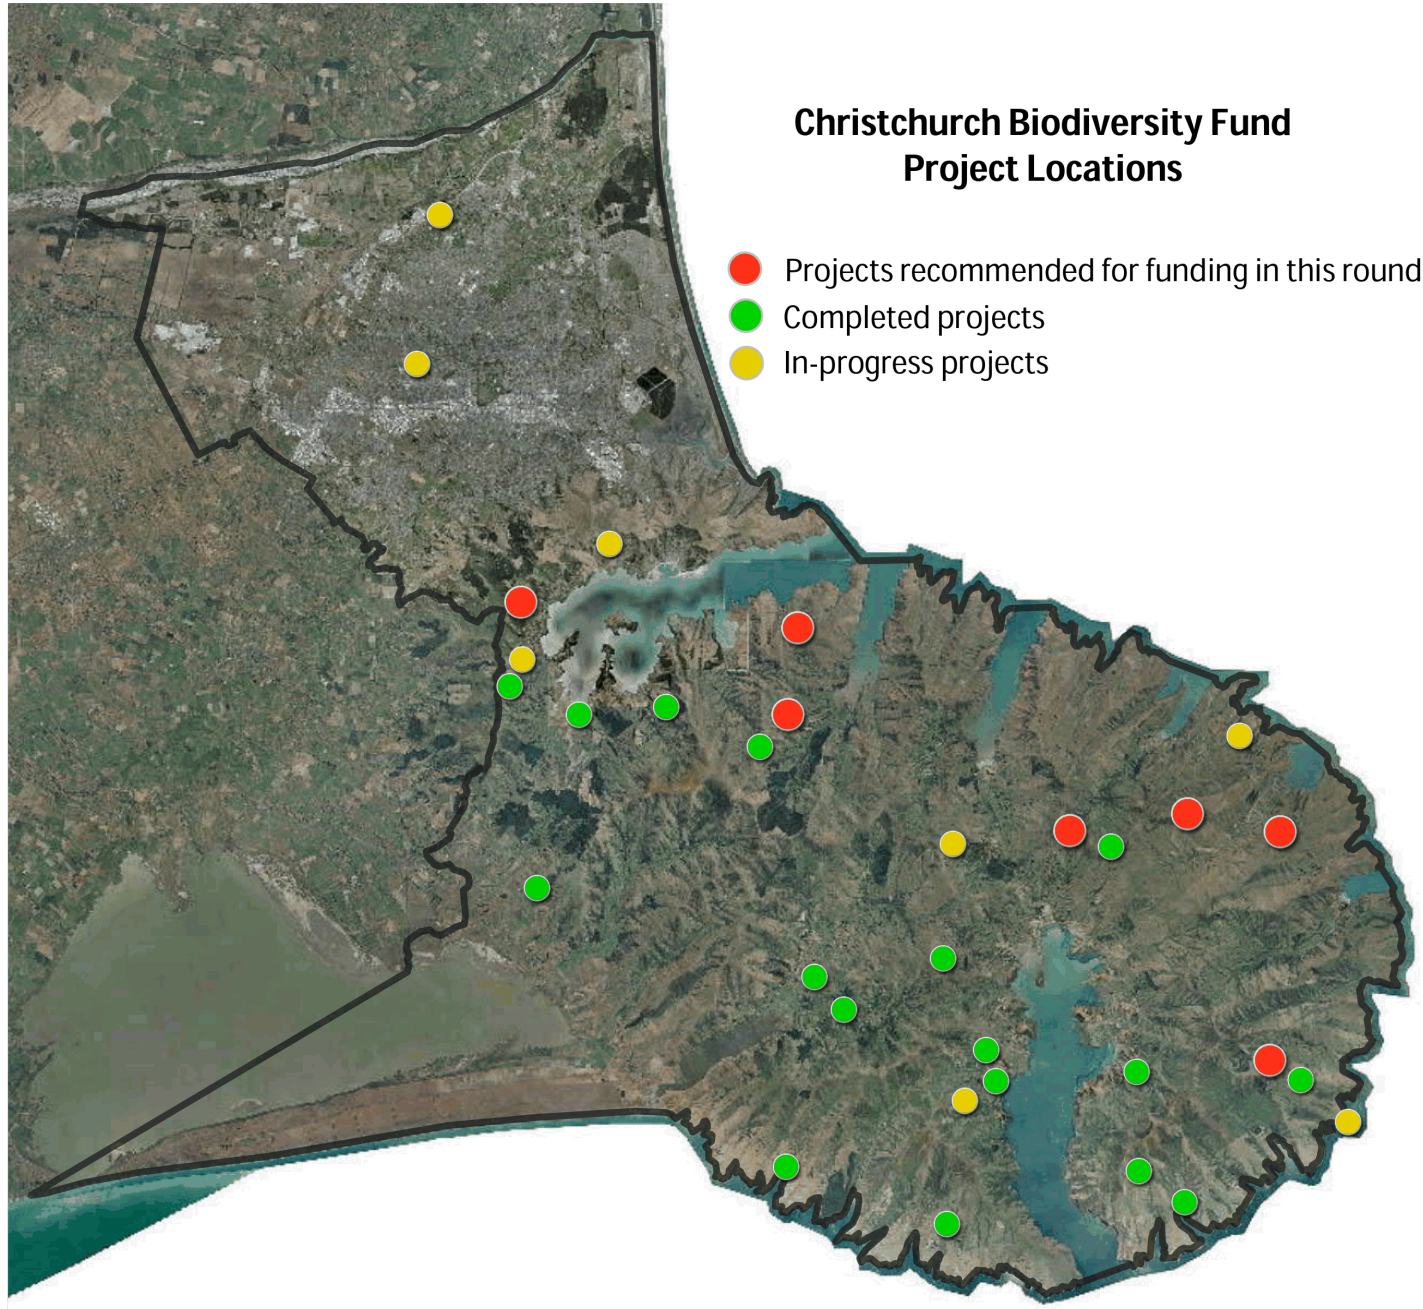 Christchurch Biodiversity Fund
Project Locations
Projects recommended for funding in this round
Completed projects
In-progress projects